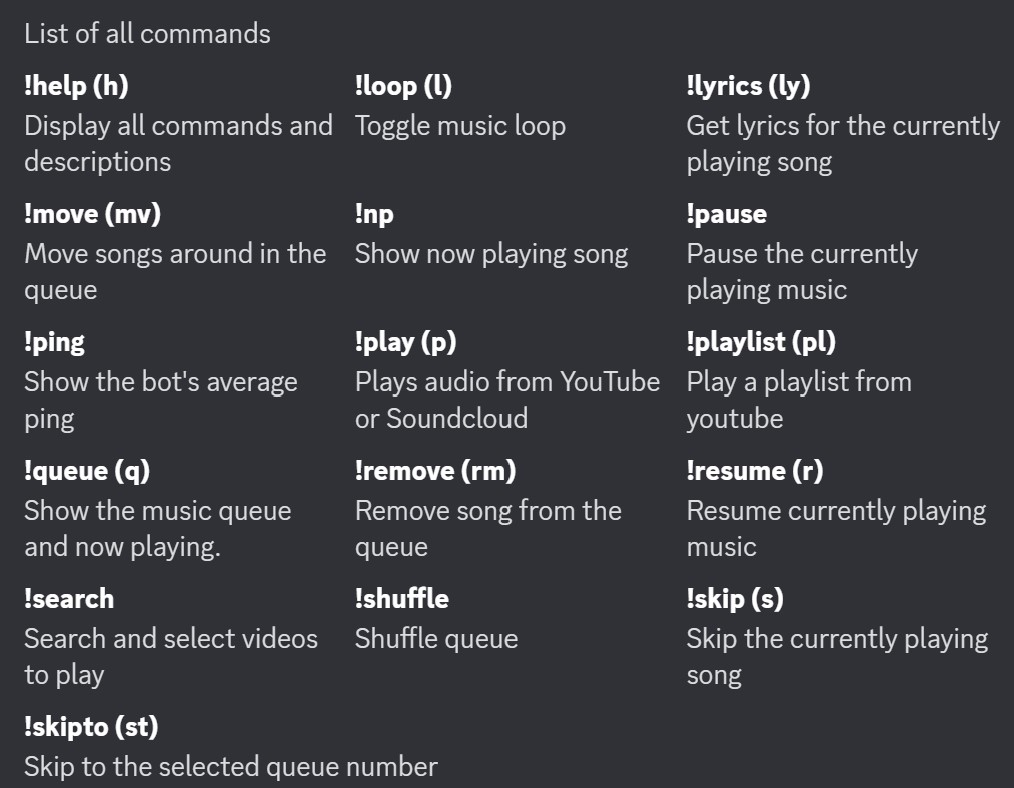 List of all commands
!help (h)
Display all commands and
descriptions
!loop (l)
Toggle music loop
!lyrics (ly)
Get lyrics for the currently
playing song
!move (mv)
Move songs around in the
queue
!np
Show now playing song
!pause
Pause the currently
playing music
!ping
Show the bot's average
ping
!play (p)
Plays audio from YouTube
or Soundcloud
!playlist (pl)
Play a playlist from
youtube
!queue (q)
Show the music queue
and now playing.
!remove (rm)
Remove song from the
queue
!resume (r)
Resume currently playing
music
!search
Search and select videos
to play
!shuffle
Shuffle queue
!skip (s)
Skip the currently playing
song
!skipto (st)
Skip to the selected queue number